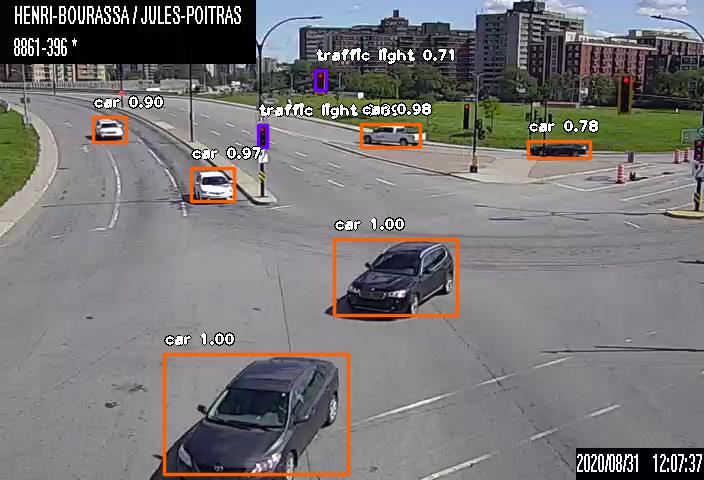 HENRI-BOURASSA / JULES-POITRAS
8861-396 *
traffic light 0.71
car 0.90
car 0.98
traffic light
car 0.78
car 0.97
car 1.00
car 1.00
2020/08/31 12:07:37